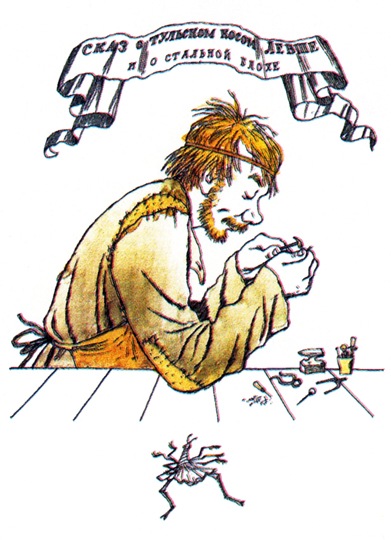 СКАЗ О ТУЛЬСКОМ КОСОМ ЛЕВШЕ
И О СТАЛЬНОЙ БЛОХЕ